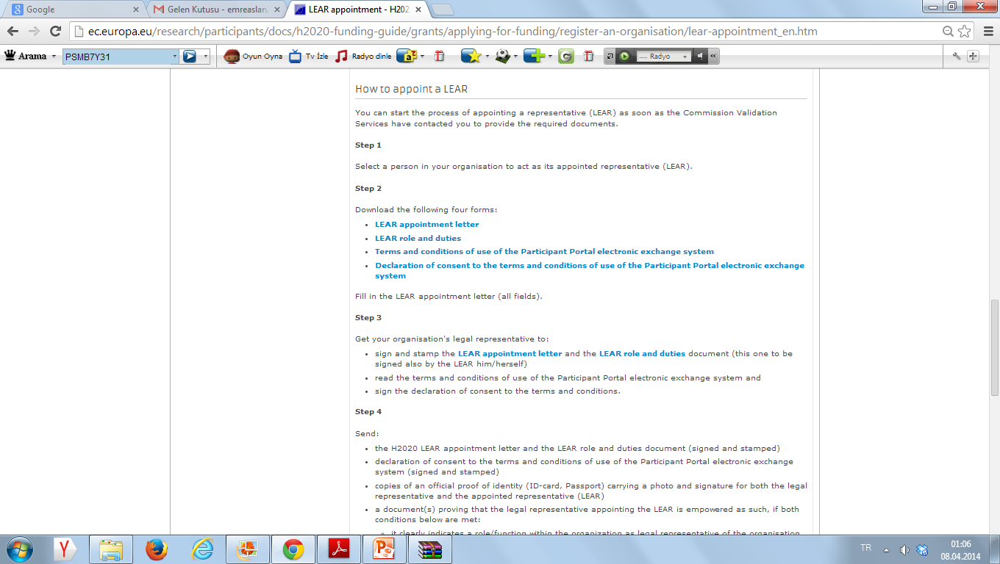 Google
Gelen Kutusu - emreaslan.
LEAR appointment - H202
ec.europa.eu/research/participants/docs/h2020-funding-guide/grants/applying-for-funding/register-an-organisation/lear-appointment_en.htm
Arama PSMB7Y31 Oyun Oyna Tv İzle Radyo dinle ..... Radyo
How to appoint a LEAR
You can start the process of appointing a representative (LEAR) as soon as the Commission Validation
Services have contacted you to provide the required documents.
Step 1
Select a person in your organisation to act as its appointed representative (LEAR).
Step 2
Download the following four forms:
• LEAR appointment letter
• LEAR role and duties
• Terms and conditions of use of the Participant Portal electronic exchange system
• Declaration of consent to the terms and conditions of use of the Participant Portal electronic exchange
system
Fill in the LEAR appointment letter (all fields).
Step 3
Get your organisation's legal representative to:
• sign and stamp the LEAR appointment letter and the LEAR role and duties document (this one to be
signed also by the LEAR him/herself)
• read the terms and conditions of use of the Participant Portal electronic exchange system and
• sign the declaration of consent to the terms and conditions.
Step 4
Send:
• the H2020 LEAR appointment letter and the LEAR role and duties document (signed and stamped)
• declaration of consent to the terms and conditions of use of the Participant Portal electronic exchange
system (signed and stamped)
• copies of an official proof of identity (ID-card, Passport) carrying a photo and signature for both the legal
representative and the appointed representative (LEAR)
• a document(s) proving that the legal representative appointing the LEAR is empowered as such, if both
conditions below are met:
it clearly indicates a role/function within the organization as legal representative of the organisation
TR
01:06
08.04.2014